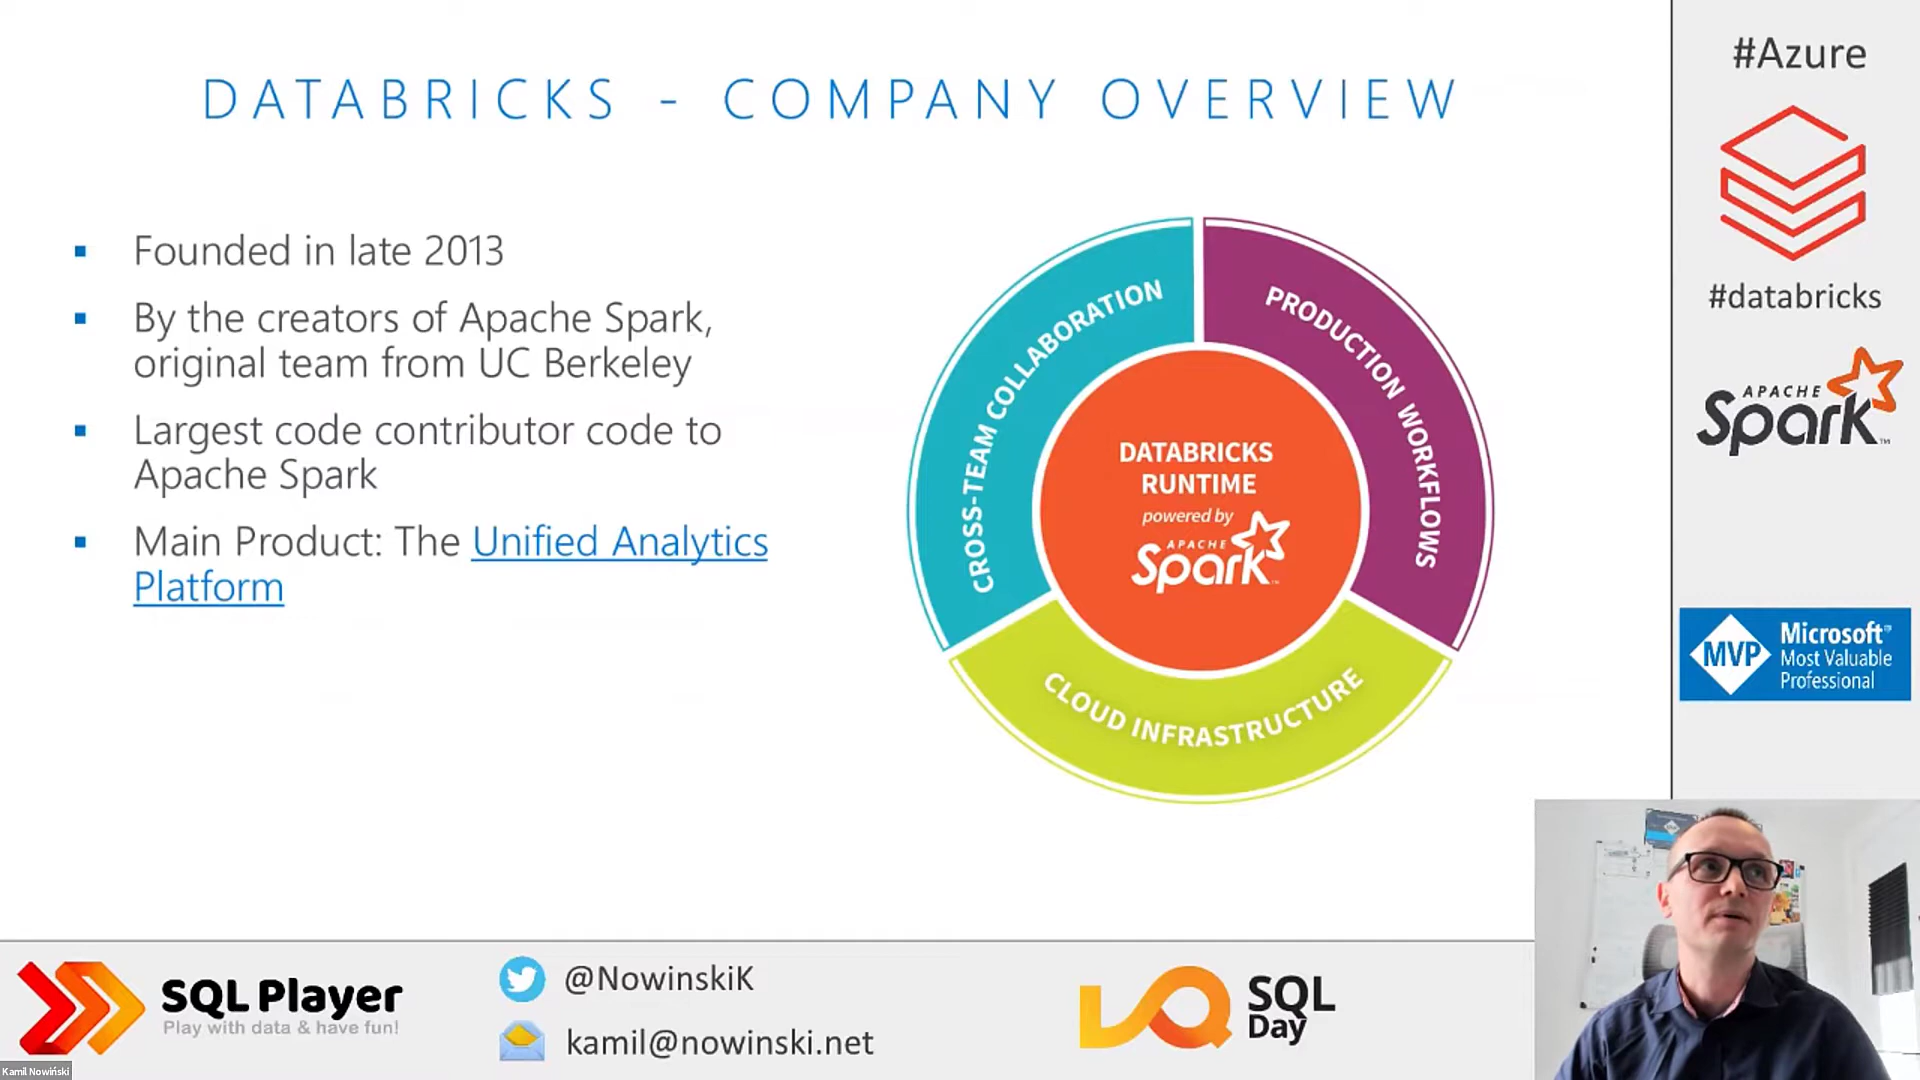 DATABRICKS - COMPANY OVERVIEW
Founded in late 2013
By the creators of Apache Spark,
original team from UC Berkeley
Largest code contributor code to
Apache Spark
Main Product: The Unified Analytics
Platform
CROSS-TEAM COLLABORATION
PRODUCTION WORKFLOWS
CLOUD INFRASTRUCTURE
DATABRICKS
RUNTIME
powered by
APACHE
Spark™
#Azure
#databricks
APACHE
Spark™
MVP
Microsoft®
Most Valuable
Professional
SQL Player
Play with data & have fun!
@NowinskiK
kamil@nowinski.net
SQL
Day
Kamil Nowiński